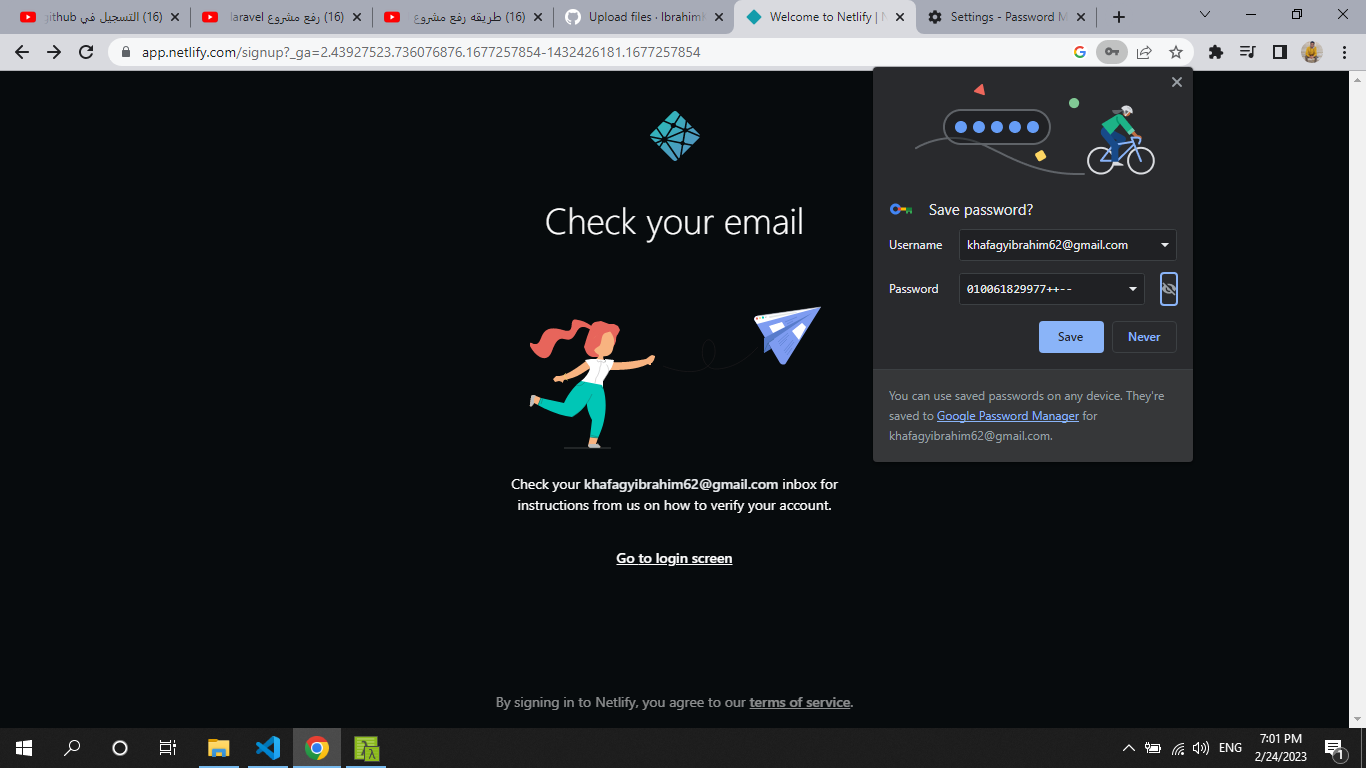 (16) التسجيل في github
(16) رفع مشروع laravel
(16) طريقه رفع مشروع
Upload files · Ibrahim
Welcome to Netlify | N
Settings - Password M
app.netlify.com/signup?_ga=2.43927523.736076876.1677257854-1432426181.1677257854
Check your email
Check your khafagyibrahim62@gmail.com inbox for
instructions from us on how to verify your account.
Go to login screen
By signing in to Netlify, you agree to our terms of service.
Save password?
Username
khafagyibrahim62@gmail.com
Password
010061829977++--
Save
Never
You can use saved passwords on any device. They're
saved to Google Password Manager for
khafagyibrahim62@gmail.com.
ENG
7:01 PM
2/24/2023
1